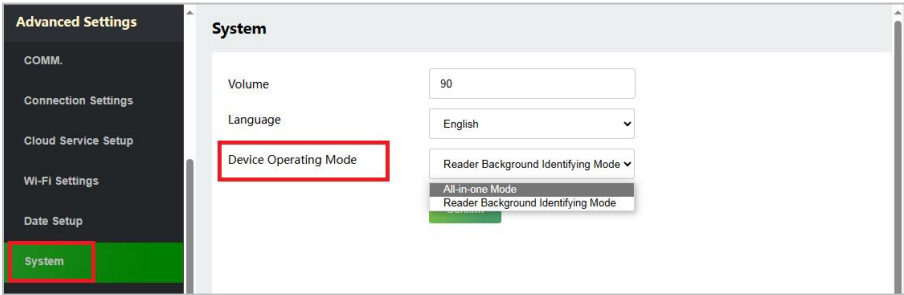 Advanced Settings
COMM.
Connection Settings
Cloud Service Setup
Wi-Fi Settings
Date Setup
System
System
Volume
90
Language
English
Device Operating Mode
Reader Background Identifying Mode
All-in-one Mode
Reader Background Identifying Mode
Confirm